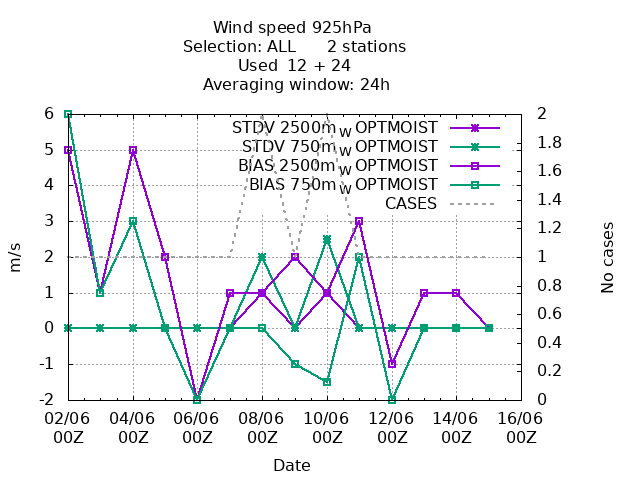 Wind speed 925hPa
Selection: ALL 2 stations
Used 12 + 24
Averaging window: 24h
STDV 2500m_W OPTMOIST
STDV 750m_W OPTMOIST
BIAS 2500m_W OPTMOIST
BIAS 750m_W OPTMOIST
CASES
6
5
4
3
2
1
0
-1
-2
m/s
2
1.8
1.6
1.4
1.2
1
0.8
0.6
0.4
0.2
0
No cases
02/06 04/06 06/06 08/06 10/06 12/06 14/06 16/06
00Z 00Z 00Z 00Z 00Z 00Z 00Z 00Z
Date